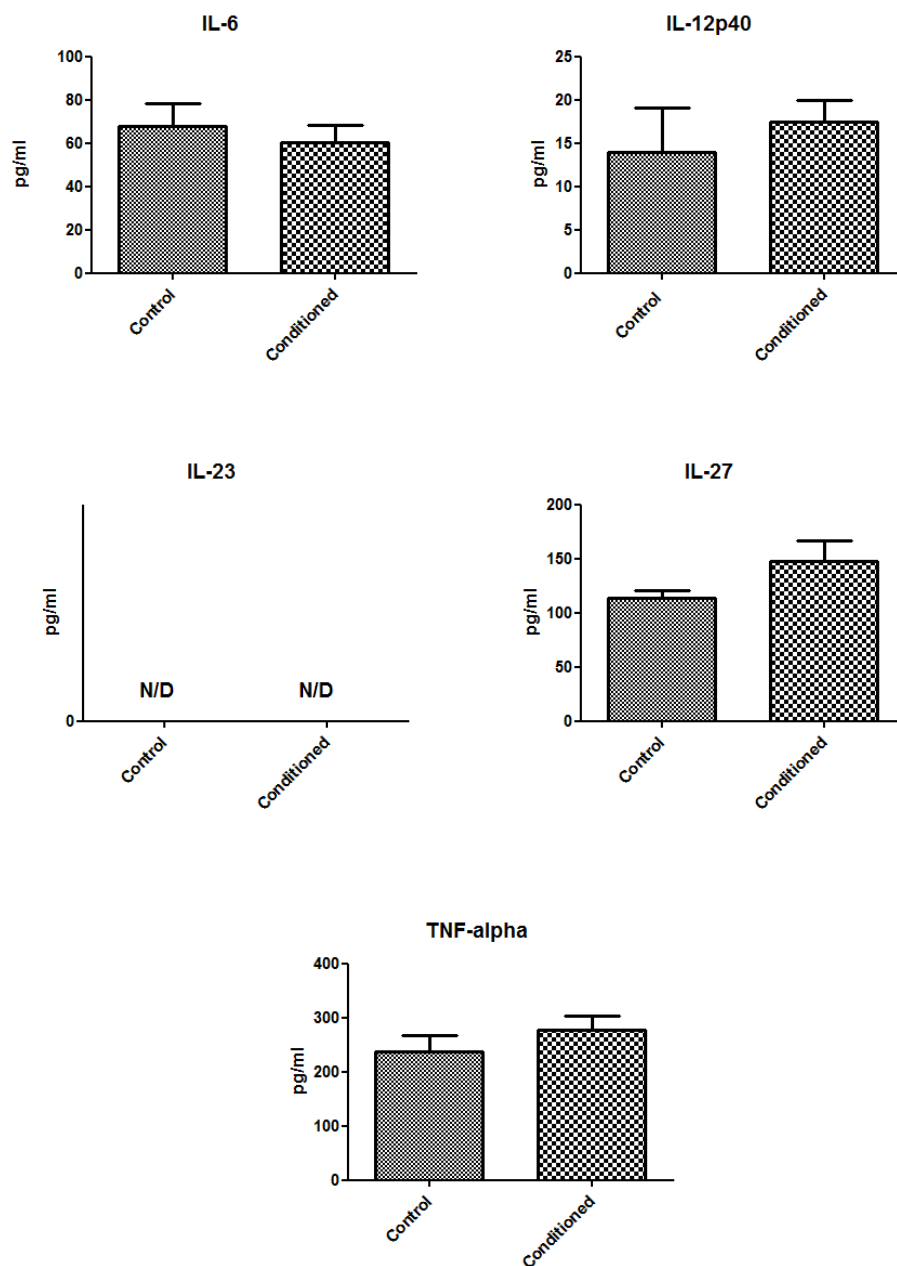 IL-6
pg/ml
100
80
60
40
20
0
Control
Conditioned
IL-12p40
pg/ml
25
20
15
10
5
0
Control
Conditioned
IL-23
pg/ml
N/D N/D
0
Control
Conditioned
IL-27
pg/ml
200
150
100
50
0
Control
Conditioned
TNF-alpha
pg/ml
400
300
200
100
0
Control
Conditioned